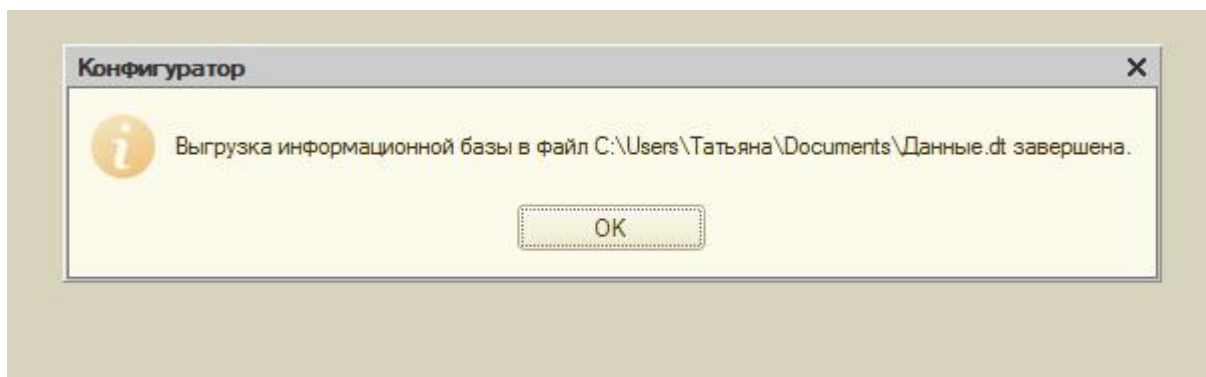 Конфигуратор
Выгрузка информационной базы в файл C:\Users\Татьяна\Documents\Данные.dt завершена.
OK